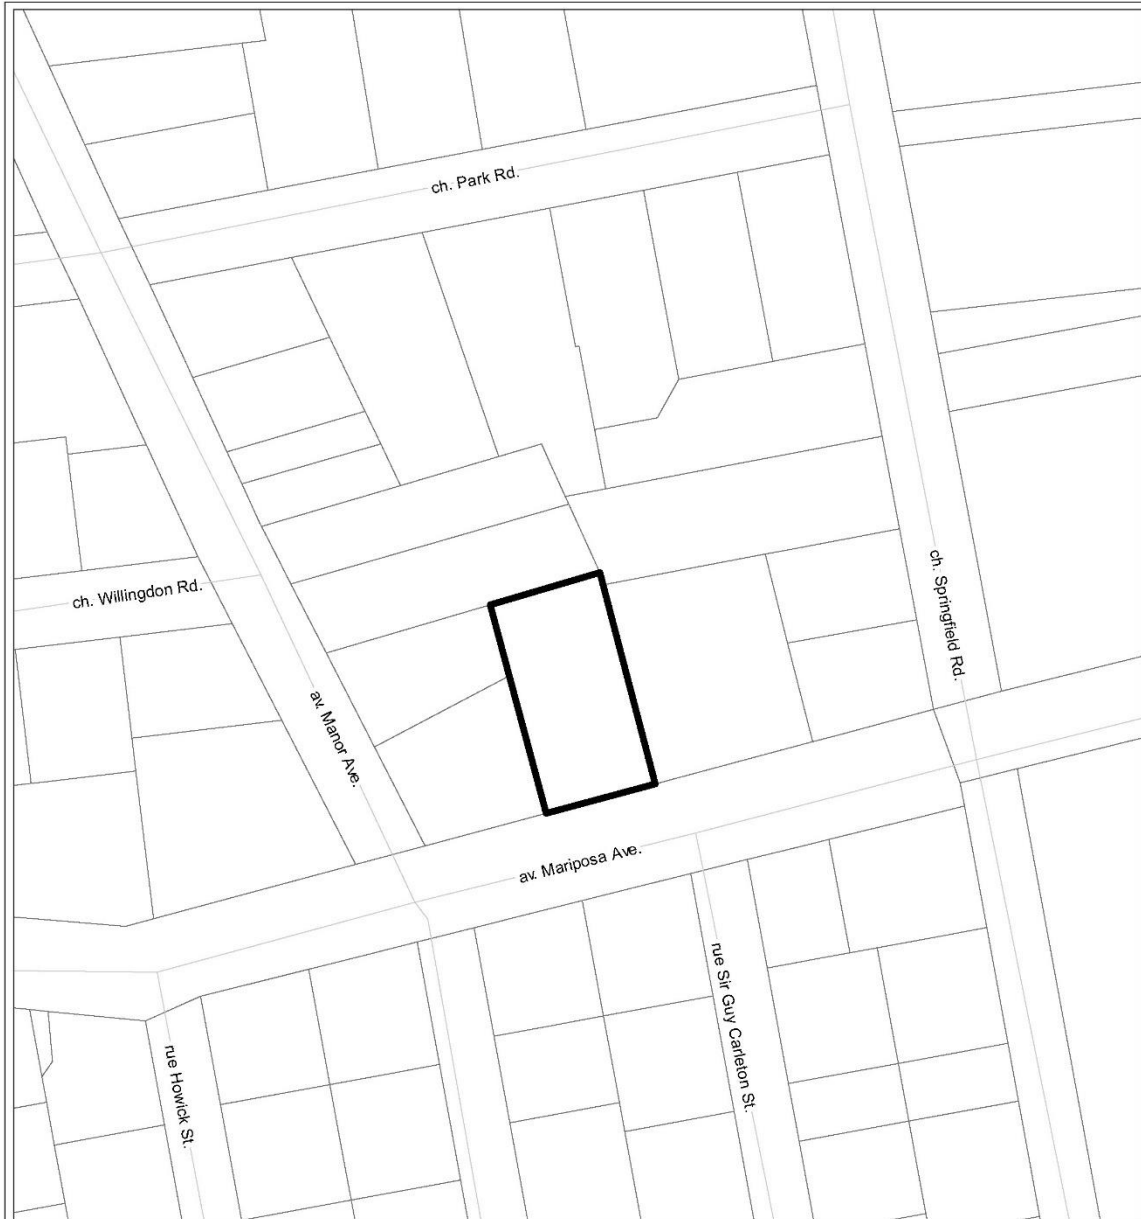 ch. Park Rd.
ch. Willingdon Rd.
ch. Springfield Rd.
av. Manor Ave.
av. Mariposa Ave.
rue Sir Guy Carleton St.
rue Howick St.